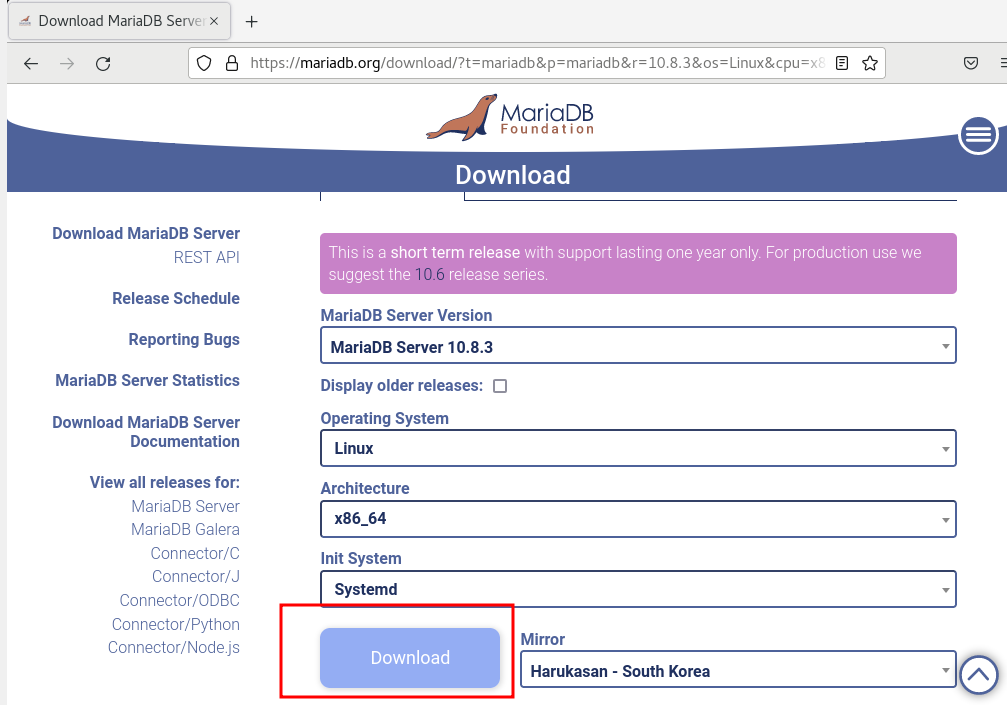 Download MariaDB Serve
https://mariadb.org/download/?t=mariadb&p=mariadb&r=10.8.3&os=Linux&cpu=x8
MariaDB
Foundation
Download
Download MariaDB Server
REST API
Release Schedule
Reporting Bugs
MariaDB Server Statistics
Download MariaDB Server
Documentation
View all releases for:
MariaDB Server
MariaDB Galera
Connector/C
Connector/J
Connector/ODBC
Connector/Python
Connector/Node.js
This is a short term release with support lasting one year only. For production use we
suggest the 10.6 release series.
MariaDB Server Version
MariaDB Server 10.8.3
Display older releases:
Operating System
Linux
Architecture
x86_64
Init System
Systemd
Download
Mirror
Harukasan - South Korea